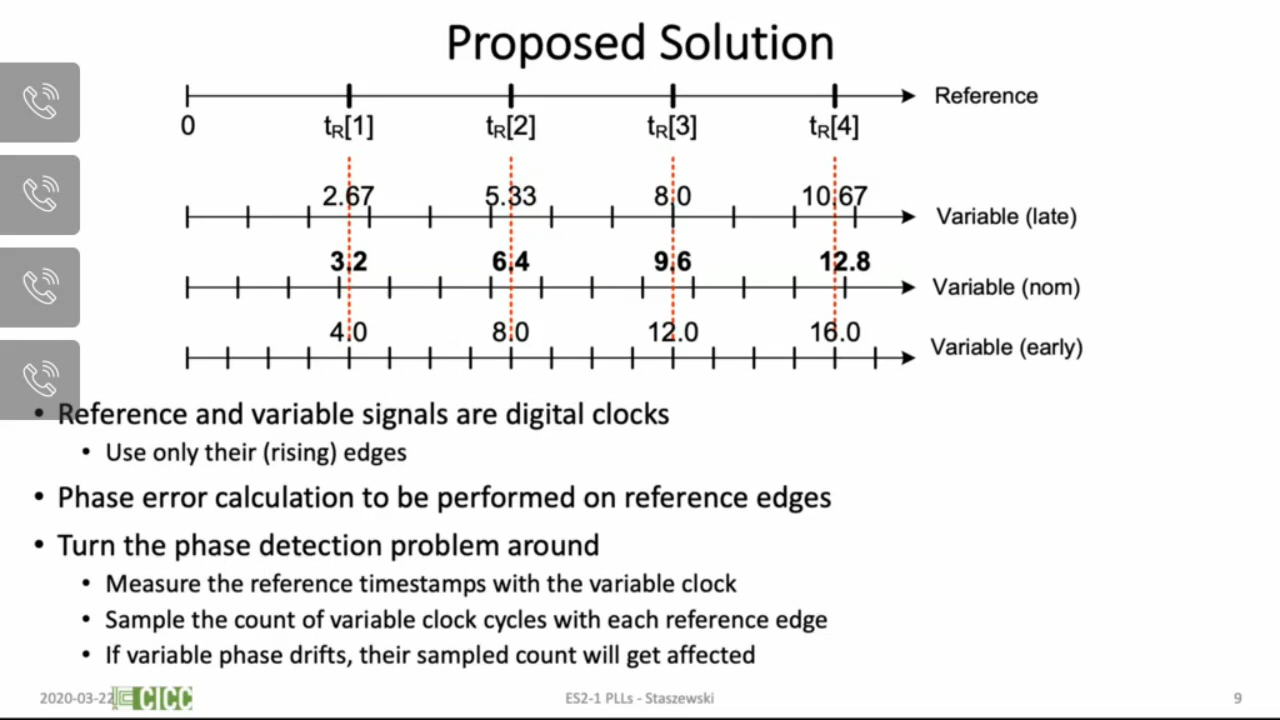 Proposed Solution
Reference
0 tR[1] tR[2] tR[3] tR[4]
2.67 5.33 8.0 10.67
Variable (late)
3.2 6.4 9.6 12.8
Variable (nom)
4.0 8.0 12.0 16.0
Variable (early)
• Reference and variable signals are digital clocks
• Use only their (rising) edges
• Phase error calculation to be performed on reference edges
• Turn the phase detection problem around
• Measure the reference timestamps with the variable clock
• Sample the count of variable clock cycles with each reference edge
• If variable phase drifts, their sampled count will get affected
2020-03-22 CICC ES2-1 PLLs - Staszewski 9